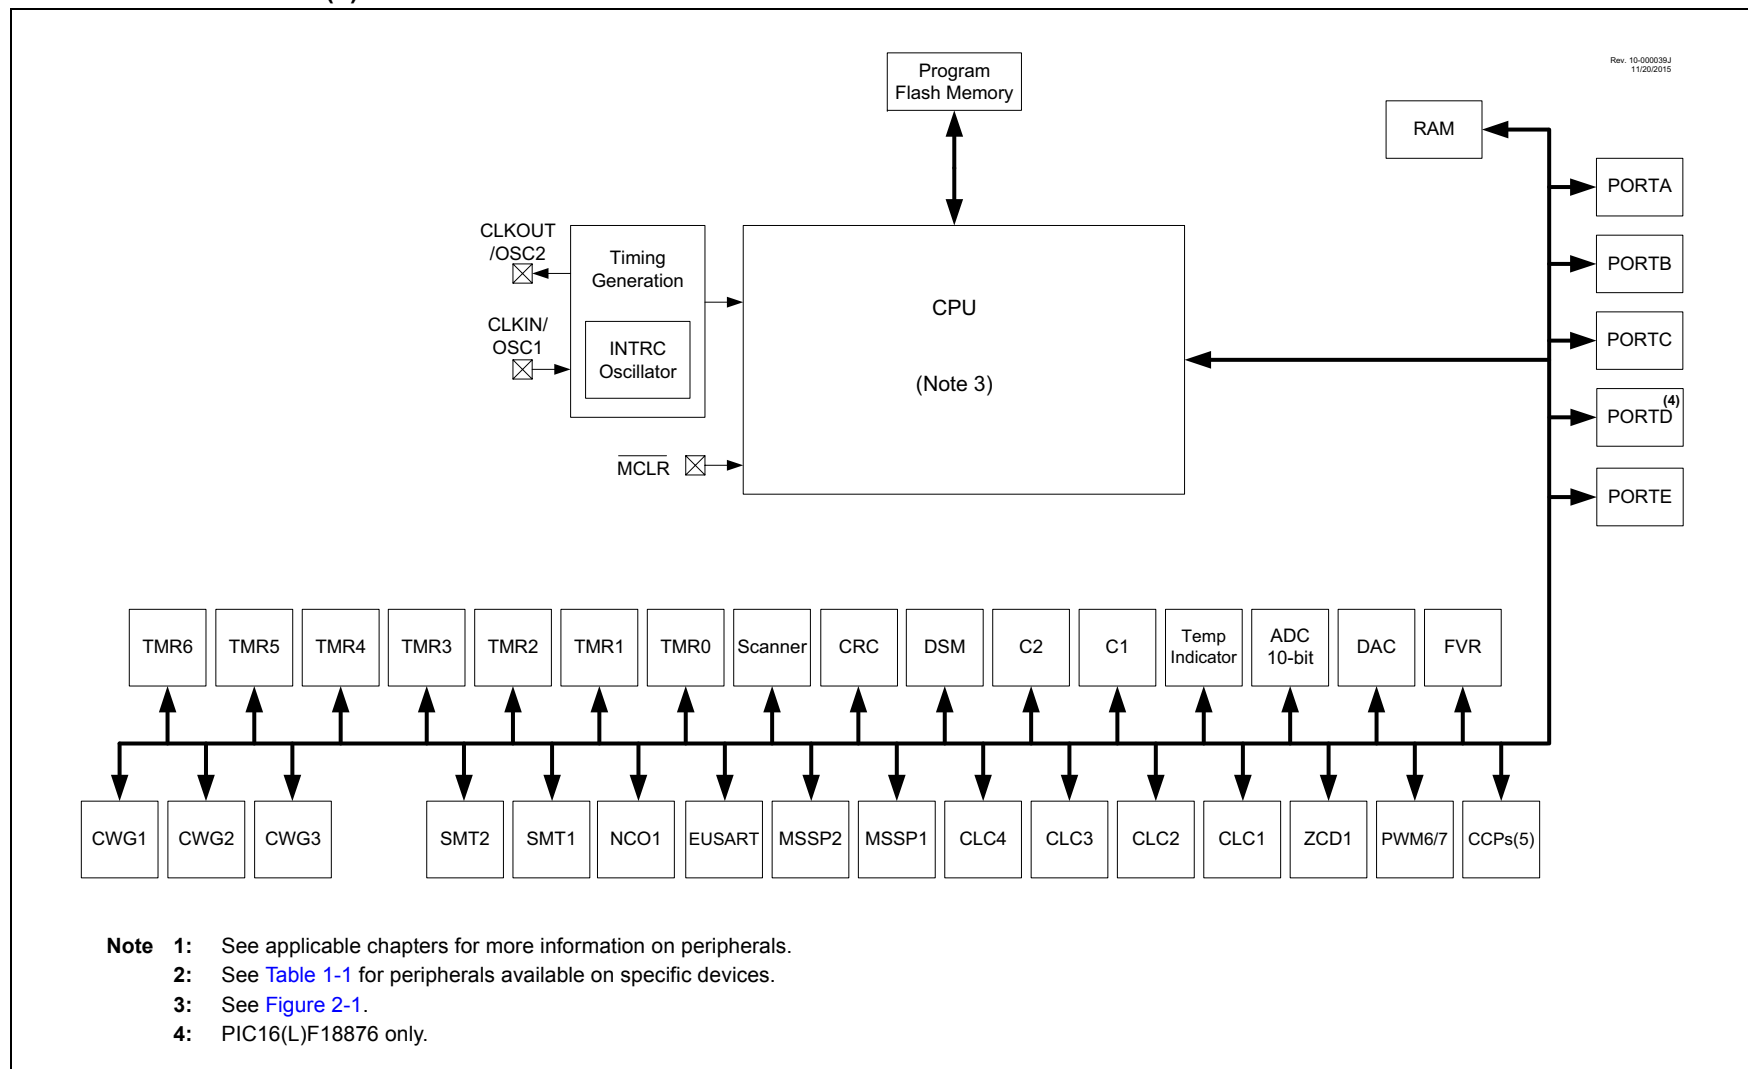 Rev. 10-000039J
11/20/2015
Program
Flash Memory
RAM
PORTA
PORTB
PORTC
PORTD(4)
PORTE
CLKOUT
/OSC2
Timing
Generation
CLKIN/
OSC1
INTRC
Oscillator
MCLR
CPU
(Note 3)
TMR6
TMR5
TMR4
TMR3
TMR2
TMR1
TMR0
Scanner
CRC
DSM
C2
C1
Temp
Indicator
ADC
10-bit
DAC
FVR
CWG1
CWG2
CWG3
SMT2
SMT1
NCO1
EUSART
MSSP2
MSSP1
CLC4
CLC3
CLC2
CLC1
ZCD1
PWM6/7
CCPs(5)
Note 1: See applicable chapters for more information on peripherals.
2: See Table 1-1 for peripherals available on specific devices.
3: See Figure 2-1.
4: PIC16(L)F18876 only.